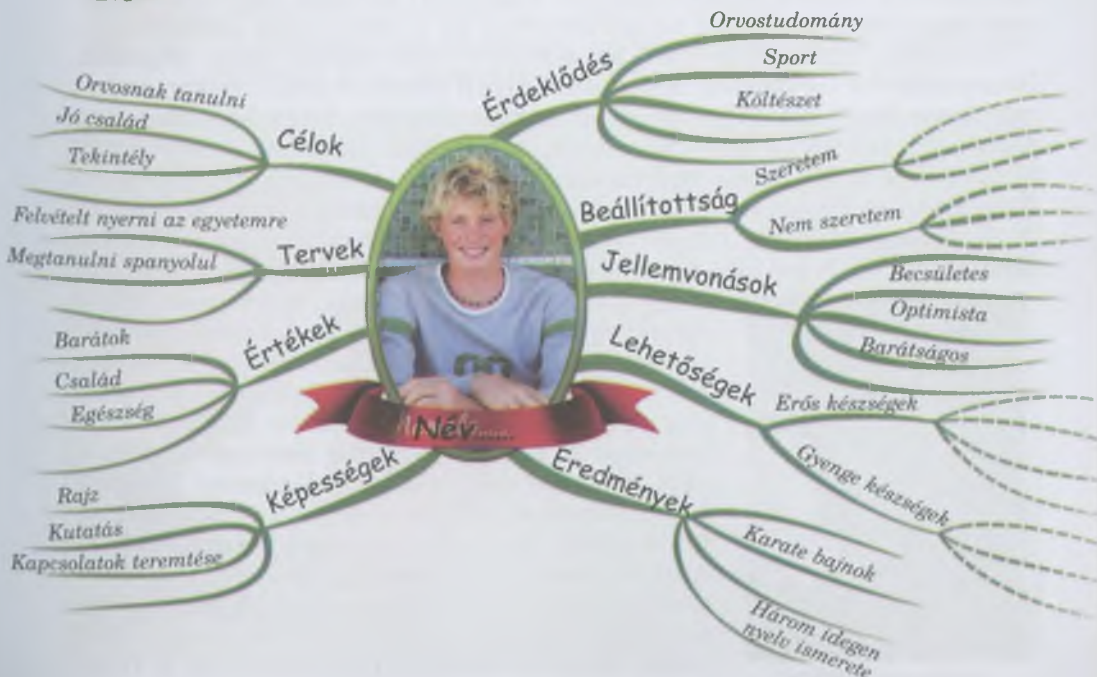 Érdeklődés
Orvostudomány
Sport
Költészet
Célok
Orvosnak tanulni
Jó család
Tekintély
Beállítottság
Szeretem
Nem szeretem
Tervek
Felvételt nyerni az egyetemre
Megtanulni spanyolul
Jellemvonások
Becsületes
Optimista
Barátságos
Értékek
Barátok
Család
Egészség
Lehetőségek
Erős készségek
Gyenge készségek
Név.....
Képességek
Rajz
Kutatás
Kapcsolatok teremtése
Eredmények
Karate bajnok
Három idegen
nyelv ismerete